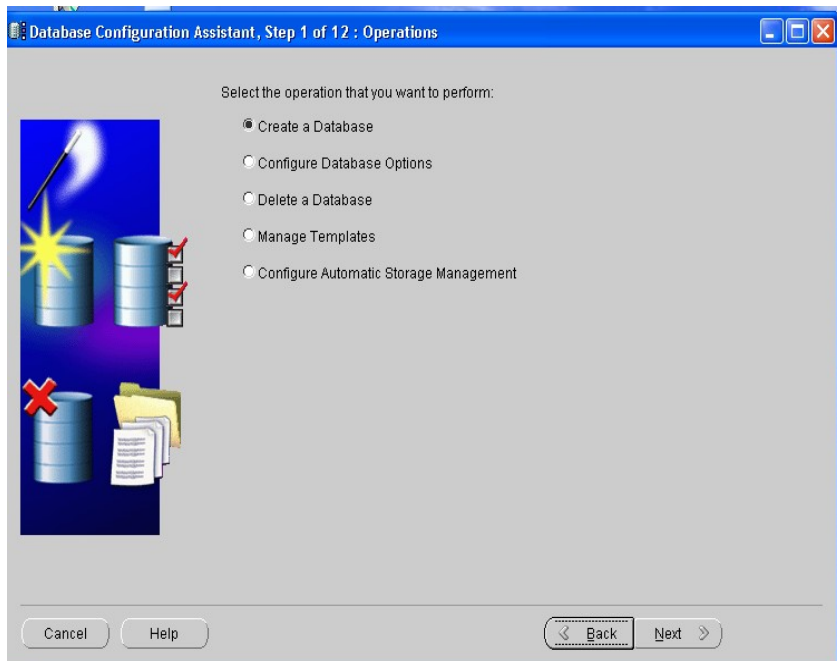 Database Configuration Assistant, Step 1 of 12 : Operations
Select the operation that you want to perform:
Create a Database
Configure Database Options
Delete a Database
Manage Templates
Configure Automatic Storage Management
Cancel
Help
Back
Next